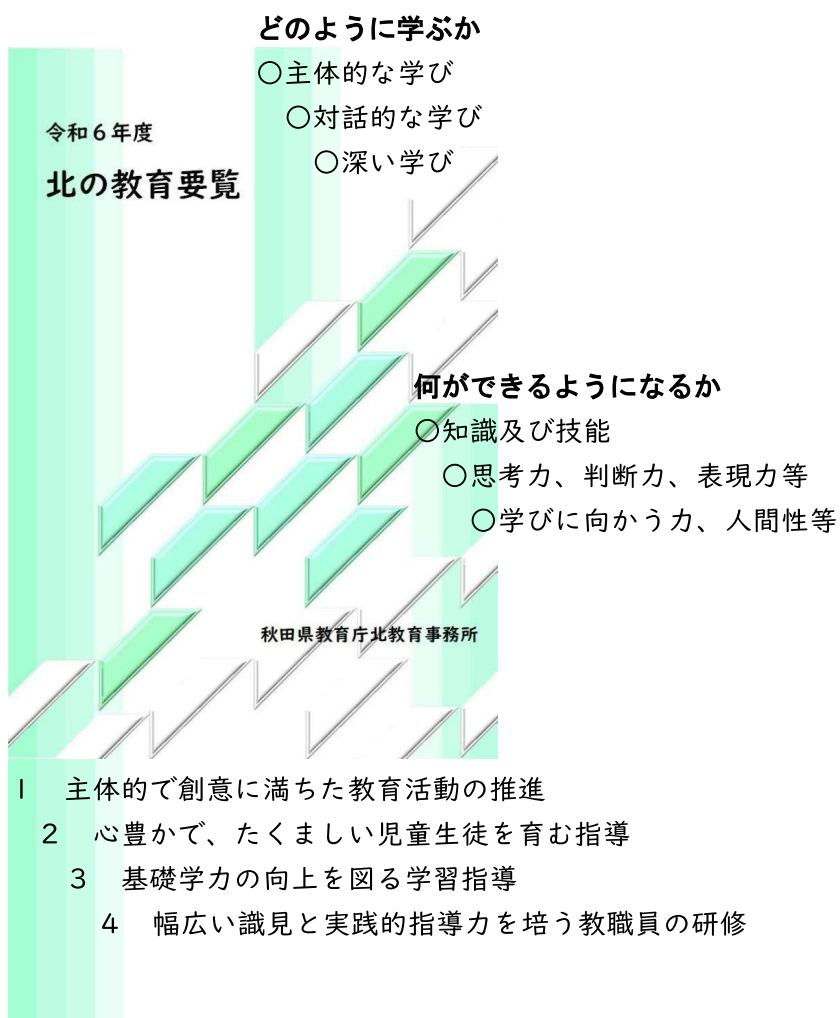 どのように学ぶか
〇主体的な学び
〇対話的な学び
〇深い学び
令和6年度
北の教育要覧
何ができるようになるか
〇知識及び技能
〇思考力、判断力、表現力等
〇学びに向かう力、人間性等
秋田県教育庁北教育事務所
1 主体的で創意に満ちた教育活動の推進
2 心豊かで、たくましい児童生徒を育む指導
3 基礎学力の向上を図る学習指導
4 幅広い識見と実践的指導力を培う教職員の研修